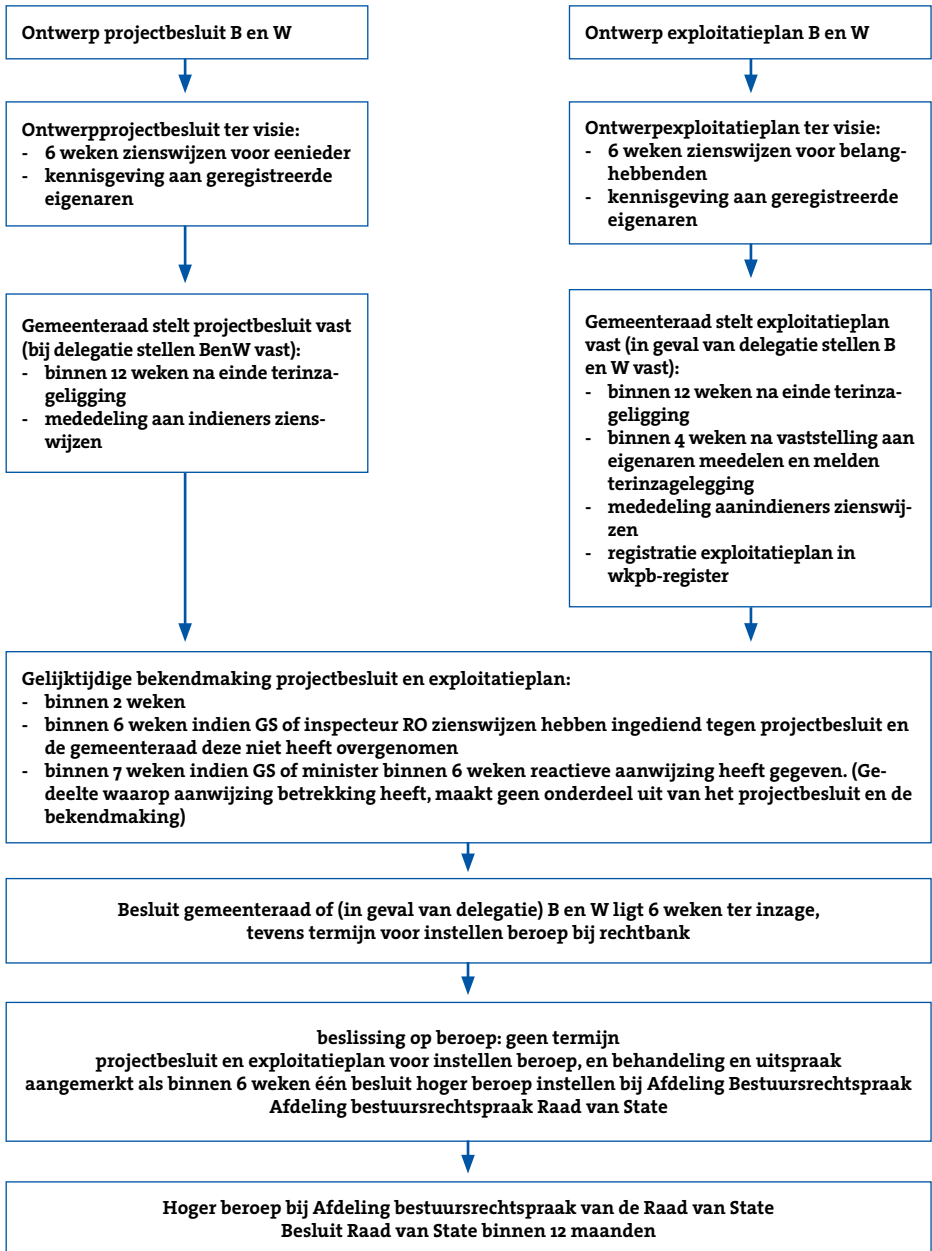 Ontwerp projectbesluit B en W
Ontwerp exploitatieplan B en W
Ontwerpprojectbesluit ter visie:
- 6 weken zienswijzen voor eenieder
- kennisgeving aan geregistreerde
eigenaren
Ontwerpexploitatieplan ter visie:
- 6 weken zienswijzen voor belang-
hebbenden
- kennisgeving aan geregistreerde
eigenaren
Gemeenteraad stelt projectbesluit vast
(bij delegatie stellen BenW vast):
- binnen 12 weken na einde terinza-
geligging
- mededeling aan indieners ziens-
wijzen
Gemeenteraad stelt exploitatieplan
vast (in geval van delegatie stellen B
en W vast):
- binnen 12 weken na einde terinza-
geligging
- binnen 4 weken na vaststelling aan
eigenaren meedelen en melden
terinzagelegging
- mededeling aanindieners zienswij-
zen
- registratie exploitatieplan in
wkpb-register
Gelijktijdige bekendmaking projectbesluit en exploitatieplan:
- binnen 2 weken
- binnen 6 weken indien GS of inspecteur RO zienswijzen hebben ingediend tegen projectbesluit en
de gemeenteraad deze niet heeft overgenomen
- binnen 7 weken indien GS of minister binnen 6 weken reactieve aanwijzing heeft gegeven. (Ge-
deelte waarop aanwijzing betrekking heeft, maakt geen onderdeel uit van het projectbesluit en de
bekendmaking)
Besluit gemeenteraad of (in geval van delegatie) B en W ligt 6 weken ter inzage,
tevens termijn voor instellen beroep bij rechtbank
beslissing op beroep: geen termijn
projectbesluit en exploitatieplan voor instellen beroep, en behandeling en uitspraak
aangemerkt als binnen 6 weken één besluit hoger beroep instellen bij Afdeling Bestuursrechtspraak
Afdeling bestuursrechtspraak Raad van State
Hoger beroep bij Afdeling bestuursrechtspraak van de Raad van State
Besluit Raad van State binnen 12 maanden